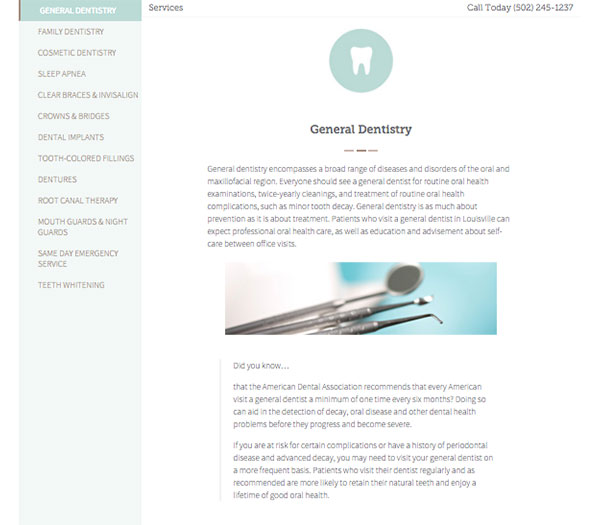 GENERAL DENTISTRY
FAMILY DENTISTRY
COSMETIC DENTISTRY
SLEEP APNEA
CLEAR BRACES & INVISALIGN
CROWNS & BRIDGES
DENTAL IMPLANTS
TOOTH-COLORED FILLINGS
DENTURES
ROOT CANAL THERAPY
MOUTH GUARDS & NIGHT
GUARDS
SAME DAY EMERGENCY
SERVICE
TEETH WHITENING
Services
Call Today (502) 245-1237
General Dentistry
General dentistry encompasses a broad range of diseases and disorders of the oral and
maxillofacial region. Everyone should see a general dentist for routine oral health
examinations, twice-yearly cleanings, and treatment of routine oral health
complications, such as minor tooth decay. General dentistry is as much about
prevention as it is about treatment. Patients who visit a general dentist in Louisville can
expect professional oral health care, as well as education and advisement about self-
care between office visits.
Did you know…
that the American Dental Association recommends that every American
visit a general dentist a minimum of one time every six months? Doing so
can aid in the detection of decay, oral disease and other dental health
problems before they progress and become severe.
If you are at risk for certain complications or have a history of periodontal
disease and advanced decay, you may need to visit your general dentist on
a more frequent basis. Patients who visit their dentist regularly and as
recommended are more likely to retain their natural teeth and enjoy a
lifetime of good oral health.